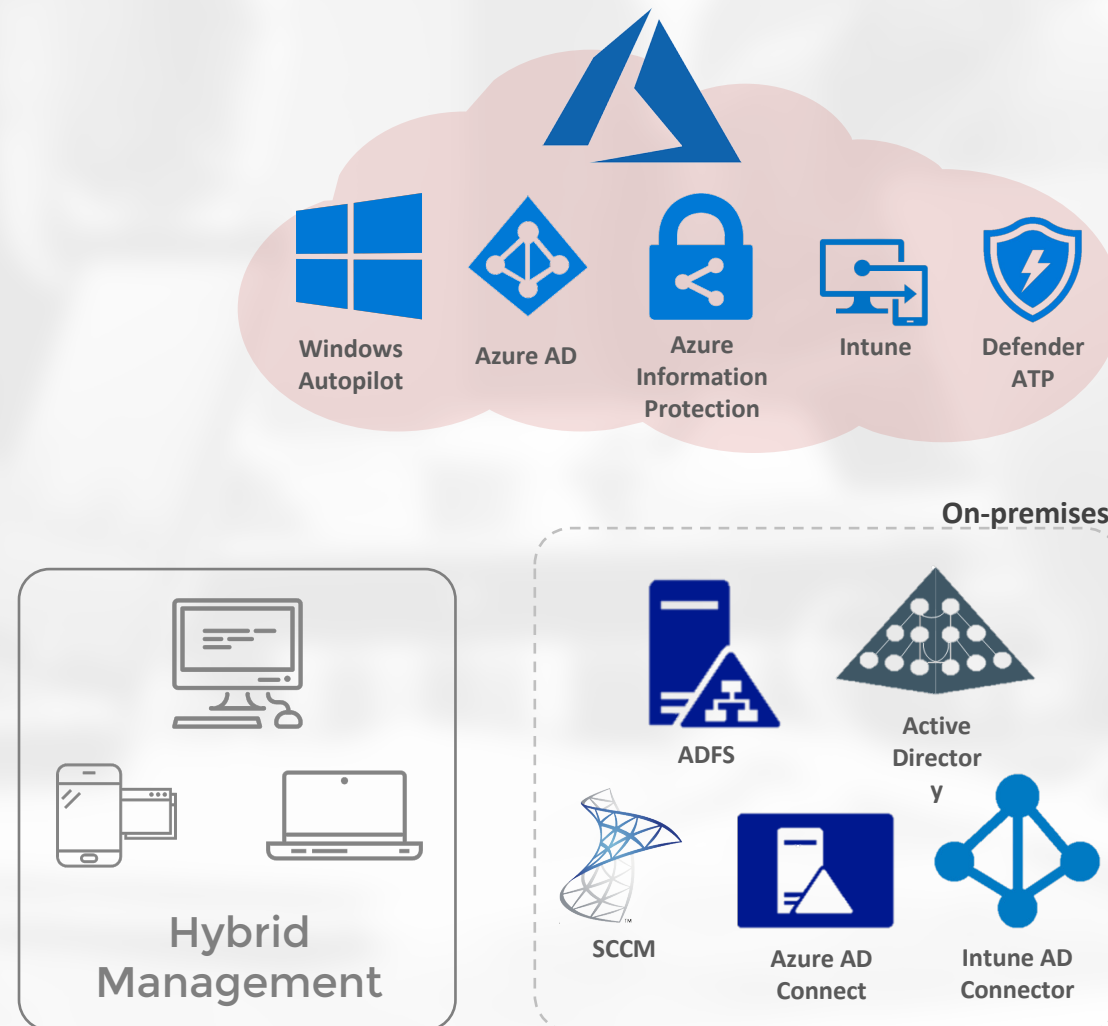 Windows
Autopilot
Azure AD
Azure
Information
Protection
Intune
Defender
ATP
On-premises
ADFS
Active
Director
y
SCCM
Azure AD
Connect
Intune AD
Connector
Hybrid
Management